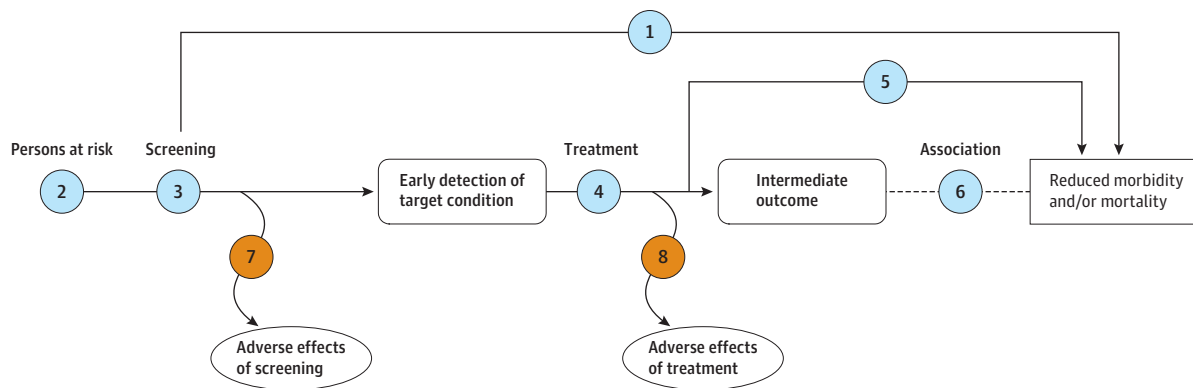 1
5
Persons at risk
Screening
Treatment
Association
2
3
Early detection of
target condition
4
Intermediate
outcome
6
Reduced morbidity
and/or mortality
7
8
Adverse effects
of screening
Adverse effects
of treatment